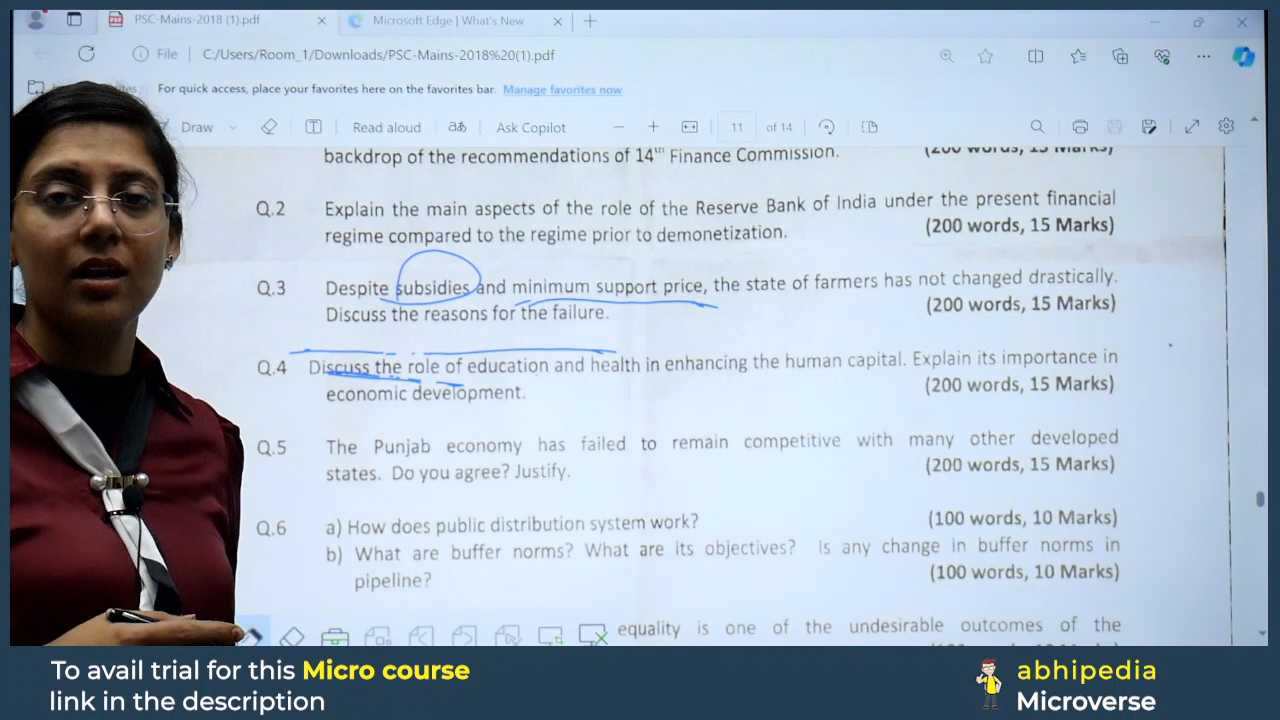 PSC-Mains-2018 (1).pdf
Microsoft Edge | What's New
File C:/Users/Room_1/Downloads/PSC-Mains-2018%20(1).pdf
For quick access, place your favorites here on the favorites bar. Manage favorites now
Draw Read aloud Ask Copilot 11 of 14
backdrop of the recommendations of 14th Finance Commission. (200 words, 15 Marks)
Q.2 Explain the main aspects of the role of the Reserve Bank of India under the present financial
regime compared to the regime prior to demonetization. (200 words, 15 Marks)
Q.3 Despite subsidies and minimum support price, the state of farmers has not changed drastically.
Discuss the reasons for the failure. (200 words, 15 Marks)
Q.4 Discuss the role of education and health in enhancing the human capital. Explain its importance in
economic development. (200 words, 15 Marks)
Q.5 The Punjab economy has failed to remain competitive with many other developed
states. Do you agree? Justify. (200 words, 15 Marks)
Q.6 a) How does public distribution system work? (100 words, 10 Marks)
b) What are buffer norms? What are its objectives? Is any change in buffer norms in
pipeline? (100 words, 10 Marks)
equality is one of the undesirable outcomes of the
To avail trial for this Micro course
link in the description
abhipedia
Microverse